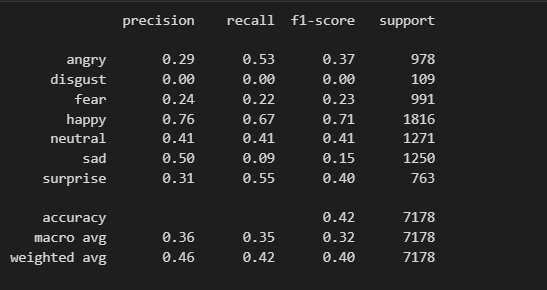 precision recall f1-score support
angry 0.29 0.53 0.37 978
disgust 0.00 0.00 0.00 109
fear 0.24 0.22 0.23 991
happy 0.76 0.67 0.71 1816
neutral 0.41 0.41 0.41 1271
sad 0.50 0.09 0.15 1250
surprise 0.31 0.55 0.40 763
accuracy 0.42 7178
macro avg 0.36 0.35 0.32 7178
weighted avg 0.46 0.42 0.40 7178